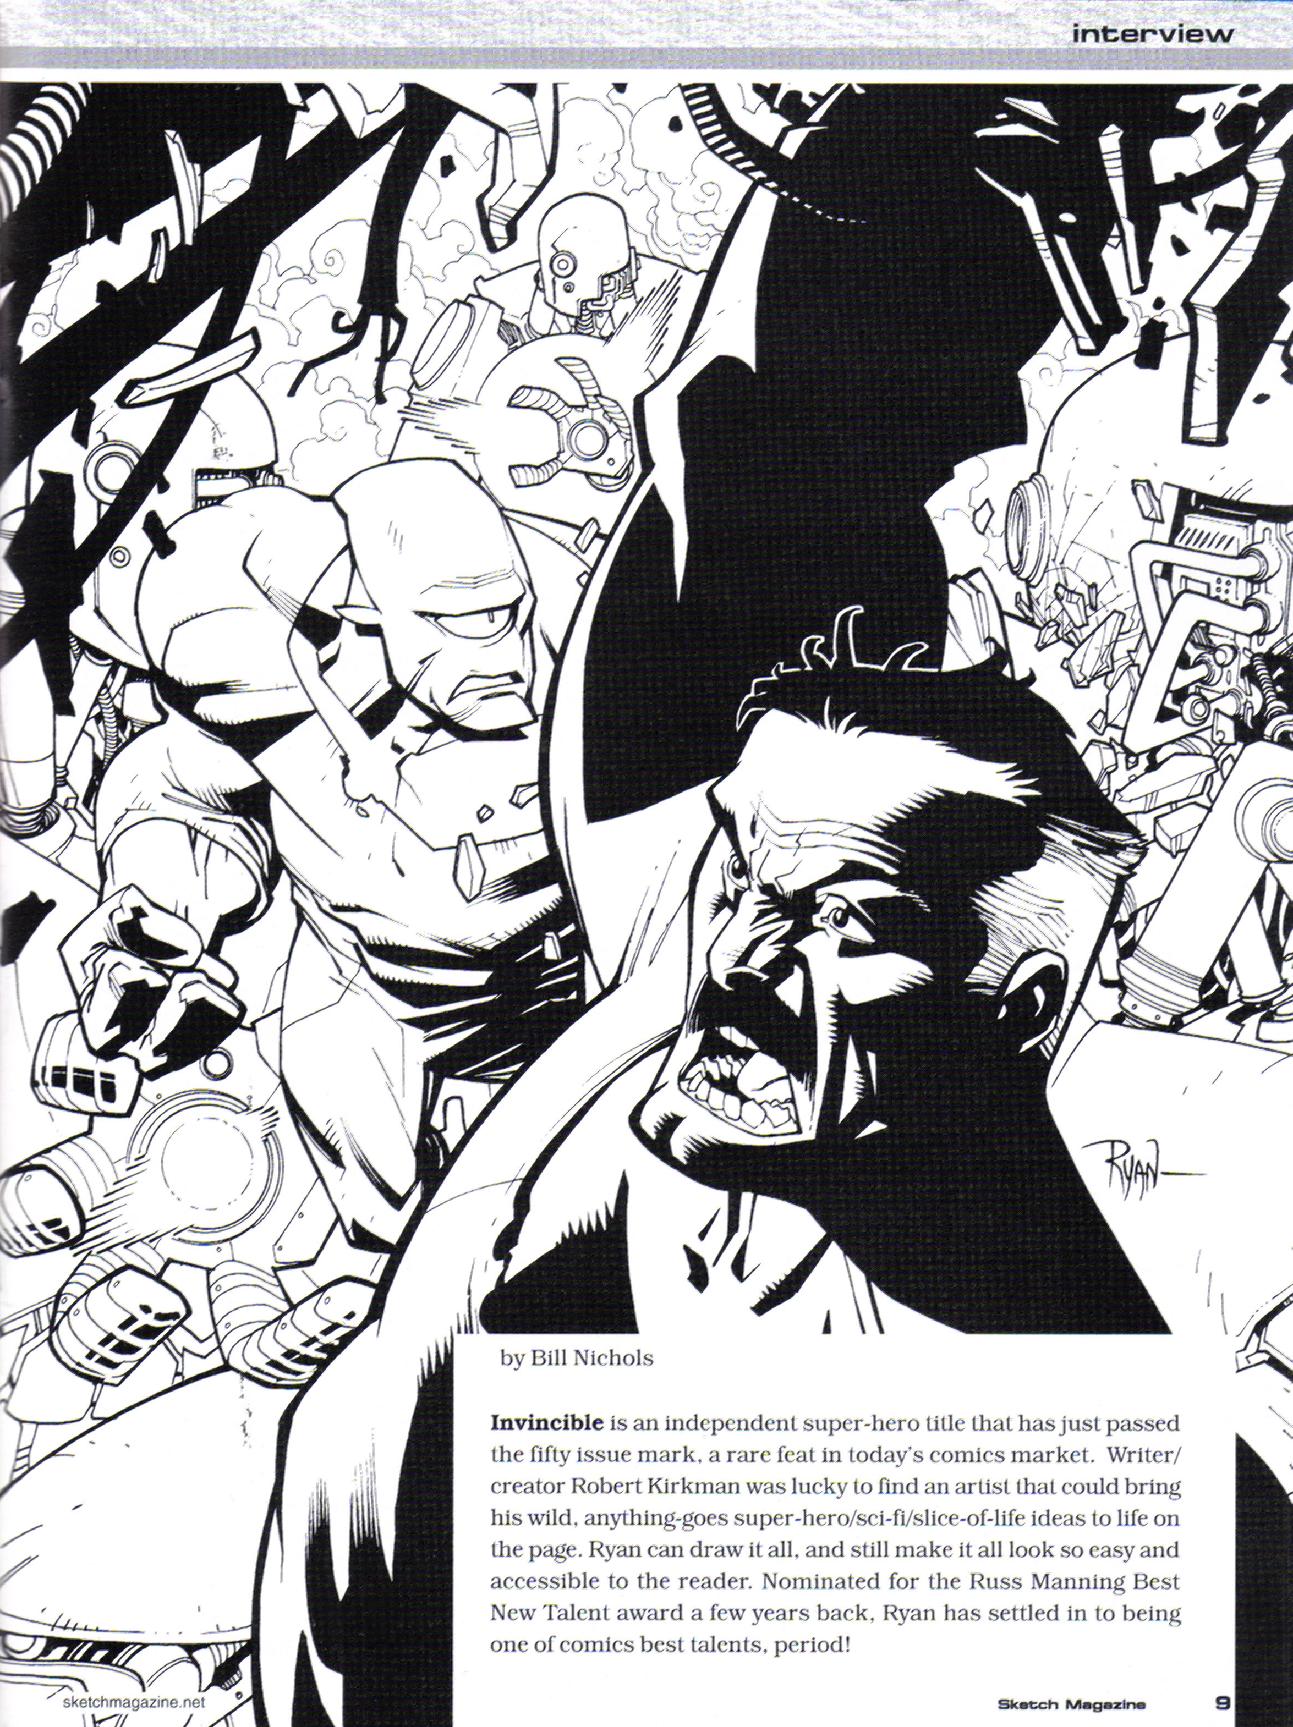 interview
RYAN
by Bill Nichols
Invincible is an independent super-hero title that has just passed
the fifty issue mark, a rare feat in today's comics market. Writer/
creator Robert Kirkman was lucky to find an artist that could bring
his wild, anything-goes super-hero/sci-fi/slice-of-life ideas to life on
the page. Ryan can draw it all, and still make it all look so easy and
accessible to the reader. Nominated for the Russ Manning Best
New Talent award a few years back, Ryan has settled in to being
one of comics best talents, period!
sketchmagazine.net
Sketch Magazine 9